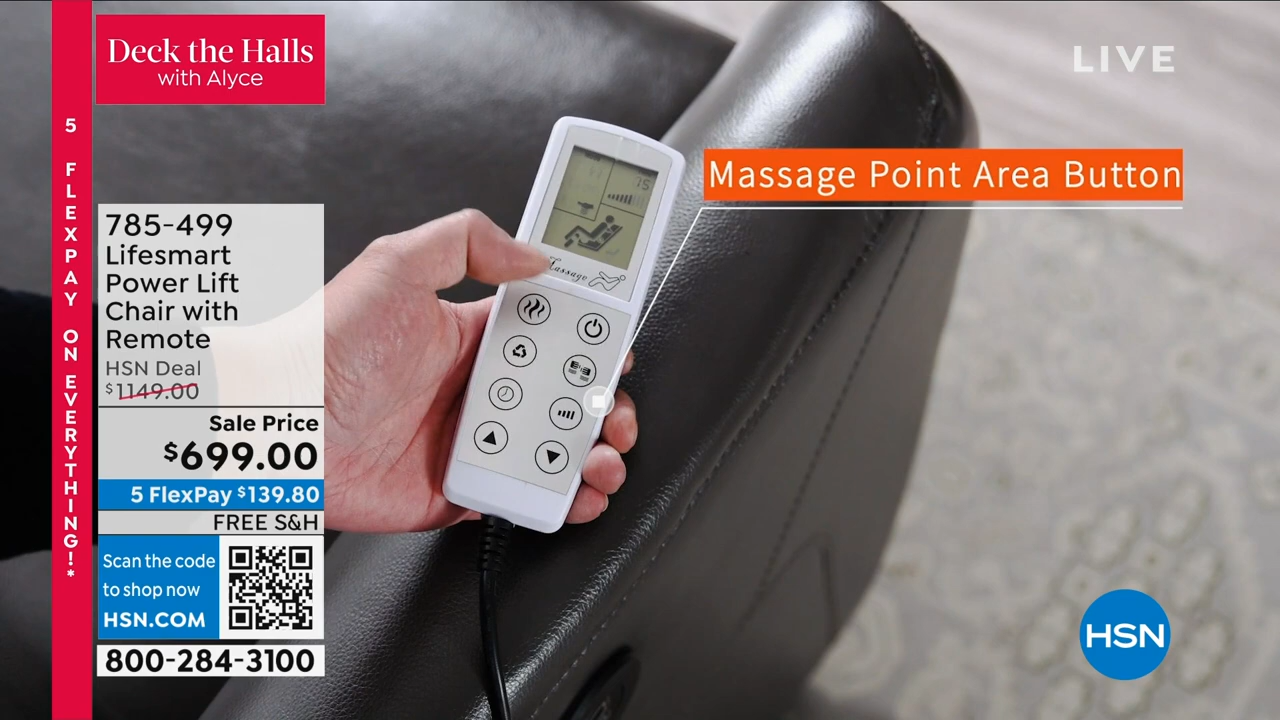 Deck the Halls
with Alyce
LIVE
5 FLEXPAY ON EVERYTHING!*
Massage Point Area Button
785-499
Lifesmart
Power Lift
Chair with
Remote
HSN Deal
$1149.00
Sale Price
$699.00
5 FlexPay $139.80
FREE S&H
Scan the code
to shop now
HSN.COM
800-284-3100
Massage
HSN